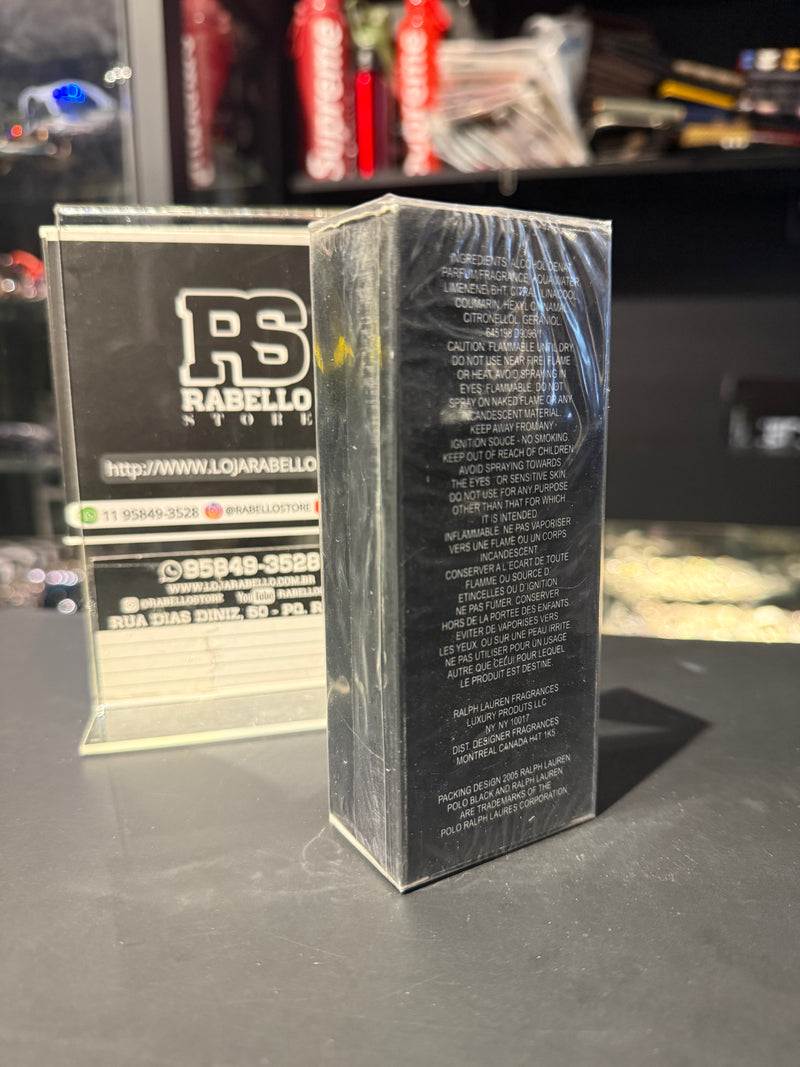 Supreme
RS
RABELLO
STORE
http://WWW.LOJARABELLO
11 95849-3528 @RABELLOSTORE
95849-3528
WWW.LOJARABELLO.COM.BR
@RABELLOSTORE YouTube RABELLO
RUA DIAS DINIZ, 50 - PQ. R
INGREDIENTS: ALCOHOL DENAT.
PARFUM, FRAGRANCE, AQUA WATER
COUMARIN, HEXYL CINNAMAL
CITRONELLOL, GERANIOL.
CAUTION: FLAMMABLE UNTIL DRY
DO NOT USE NEAR FIRE, FLAME
OR HEAT, AVOID SPRAYING IN
EYES, FLAMMABLE. DO NOT
SPRAY ON NAKED FLAME OR ANY
INCANDESCENT MATERIAL.
KEEP AWAY FROM ANY
IGNITION SOUCE - NO SMOKING.
KEEP OUT OF REACH OF CHILDREN.
AVOID SPRAYING TOWARDS
THE EYES, OR SENSITIVE SKIN,
DO NOT USE FOR ANY PURPOSE
OTHER THAN THAT FOR WHICH
IT IS INTENDED.
INFLAMMABLE. NE PAS VAPORISER
VERS UNE FLAME OU UN CORPS
INCANDESCENT.
CONSERVER A L'ECART DE TOUTE
FLAMME OU SOURCE D
ETINCELLES OU D'IGNITION
NE PAS FUMER. CONSERVER
HORS DE LA PORTEE DES ENFANTS.
EVITER DE VAPORISES VERS
LES YEUX, OU SUR UNE PEAU IRRITE.
NE PAS UTILISER POUR UN USAGE
AUTRE QUE CELUI POUR LEQUEL
LE PRODUIT EST DESTINE.
RALPH LAUREN FRAGRANCES
LUXURY PRODUTS LLC
NY. NY 10017
DIST. DESIGNER FRAGRANCES
MONTREAL CANADA H4T 1K5
PACKING DESIGN 2005 RALPH LAUREN
POLO BLACK AND RALPH LAUREN
ARE TRADEMARKS OF THE
POLO RALPH LAURES CORPORATION.